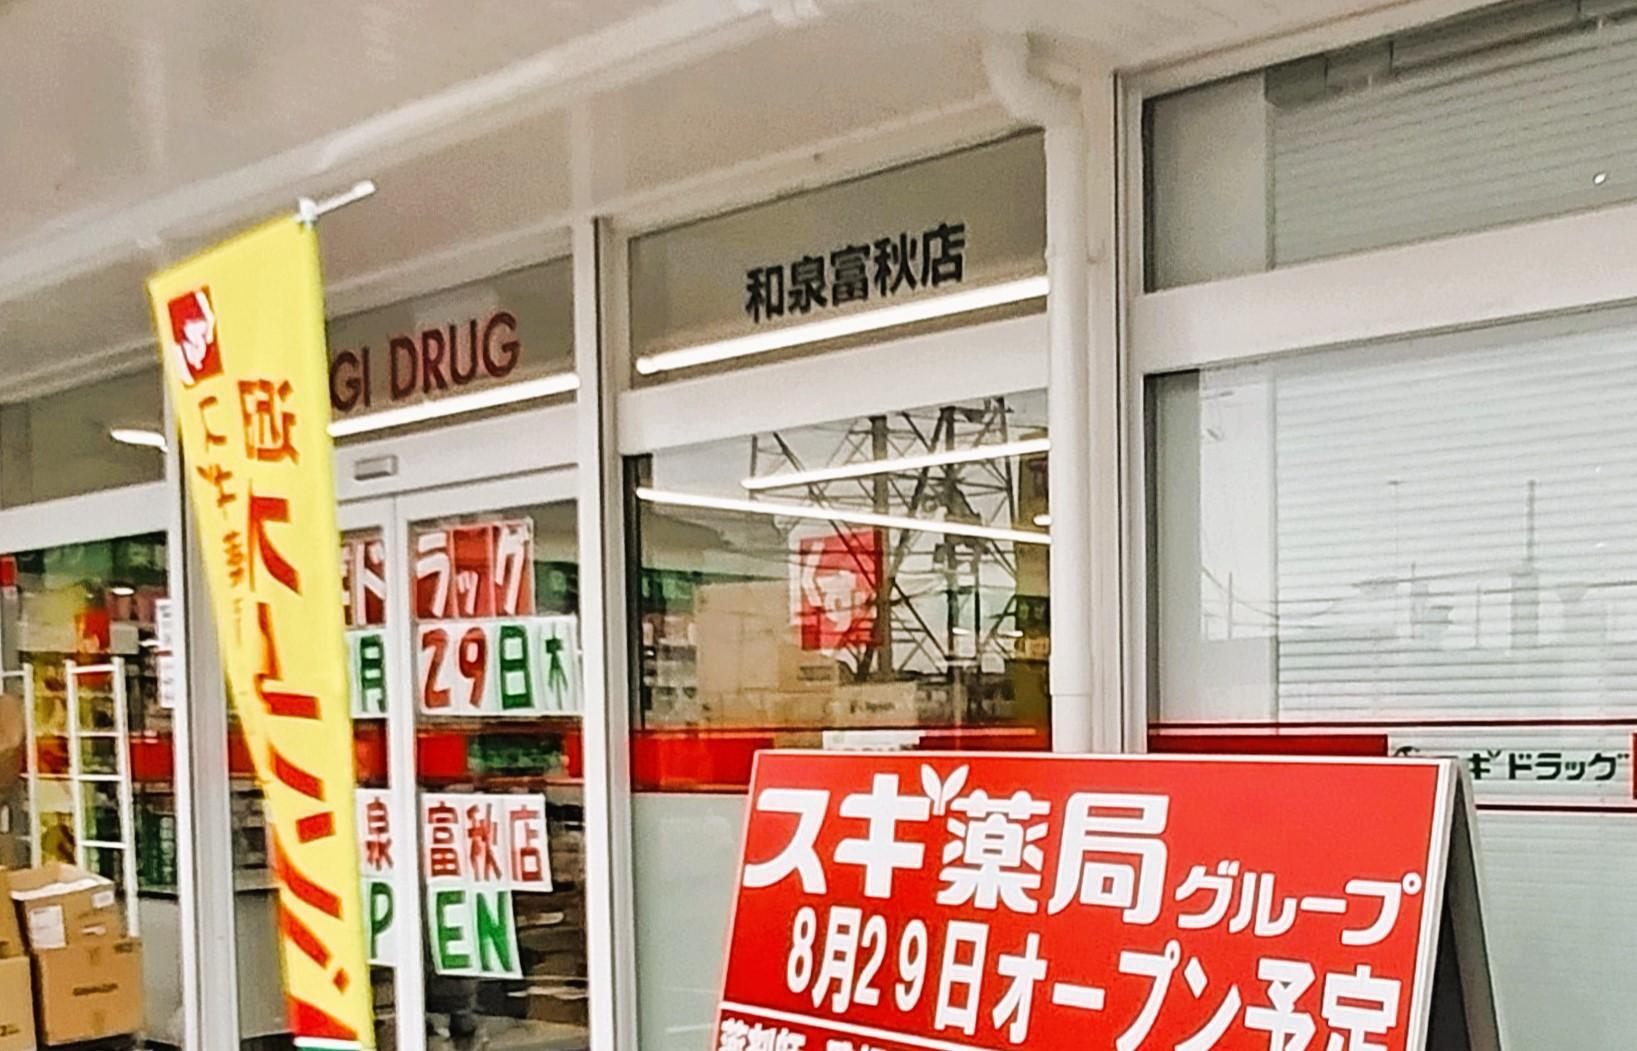 GI DRUG
和泉富秋店
ドラッグ
月29日木
泉富秋店
PEN
ギドラッグ
スギ薬局グループ
8月29日オープン予定